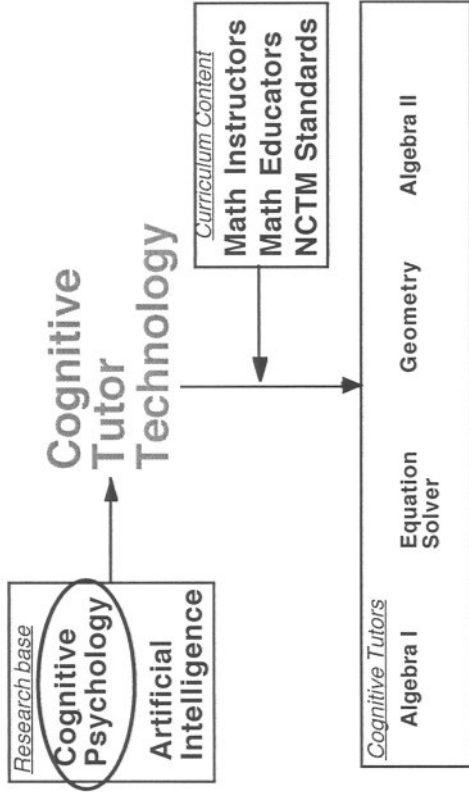 Research base
Cognitive
Psychology
Artificial
Intelligence
Cognitive
Tutor
Technology
Curriculum Content
Math Instructors
Math Educators
NCTM Standards
Cognitive Tutors
Algebra I
Equation
Solver
Geometry
Algebra II